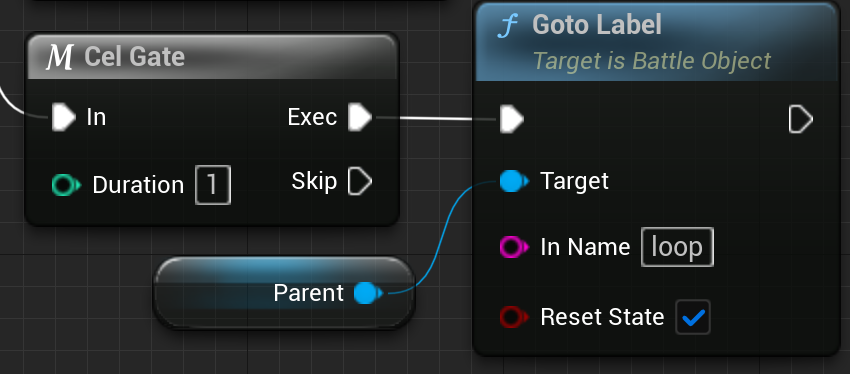 M Cel Gate
In Exec
Duration 1 Skip
Parent
f Goto Label
Target is Battle Object
Target
In Name loop
Reset State